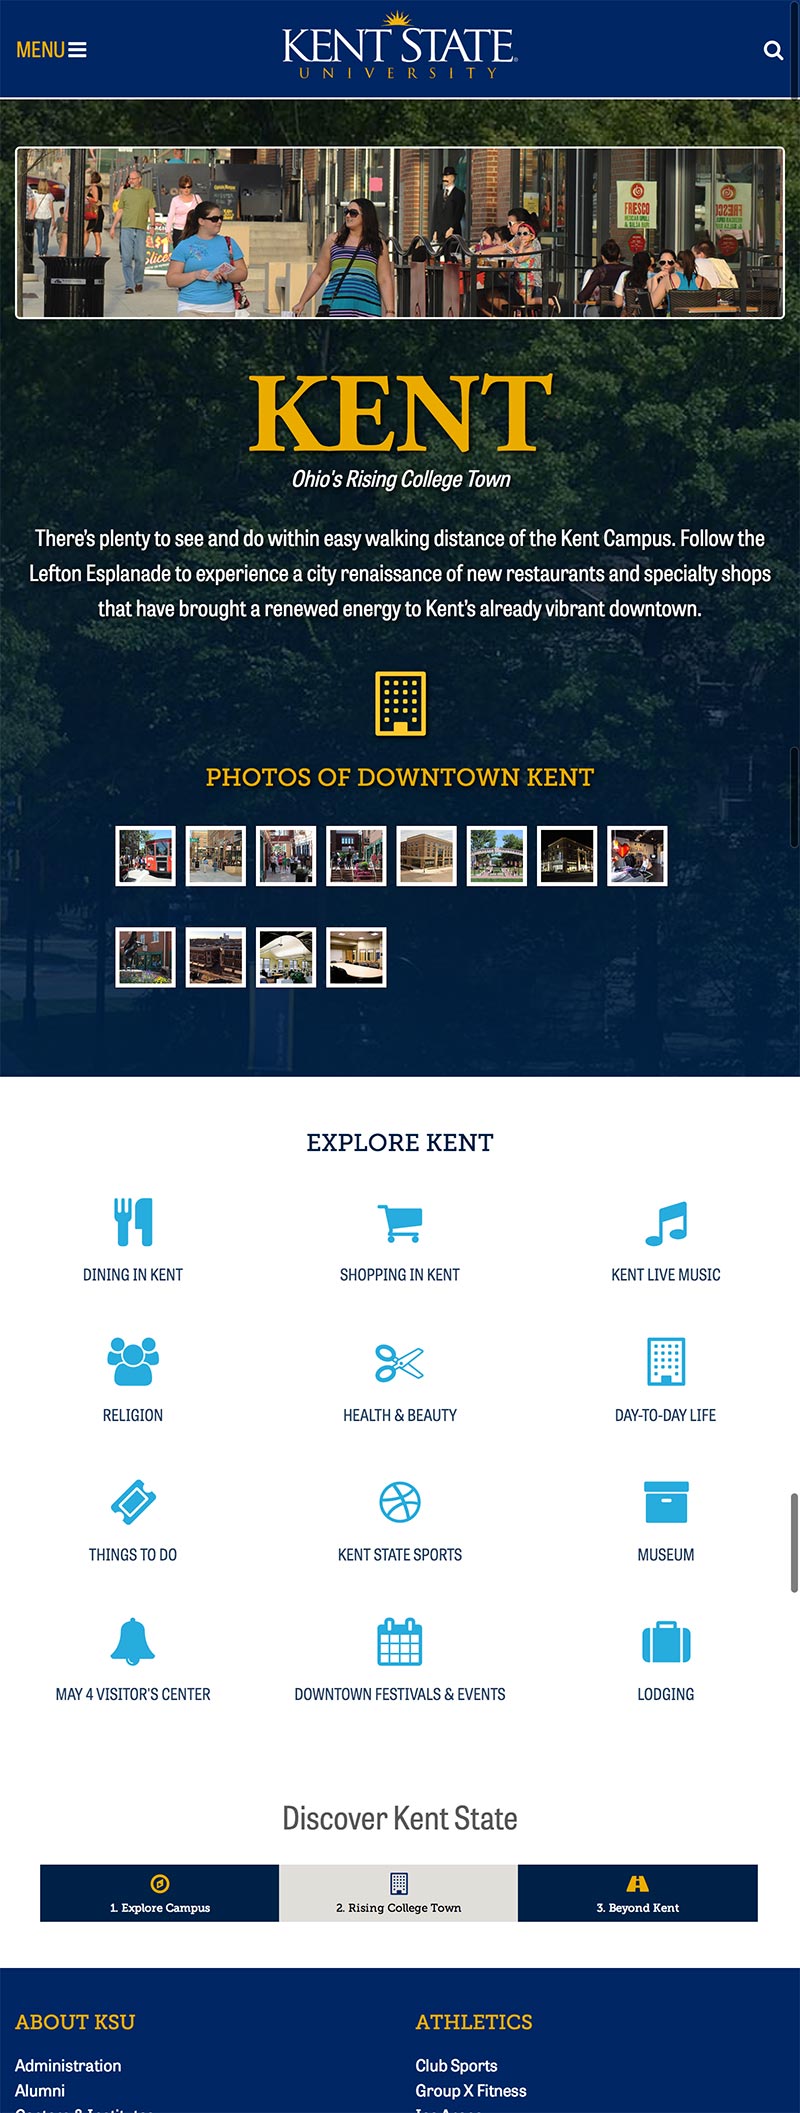 MENU
KENT STATE
UNIVERSITY
FRESCO
Slices
KENT
Ohio's Rising College Town
There's plenty to see and do within easy walking distance of the Kent Campus. Follow the
Lefton Esplanade to experience a city renaissance of new restaurants and specialty shops
that have brought a renewed energy to Kent's already vibrant downtown.
PHOTOS OF DOWNTOWN KENT
EXPLORE KENT
DINING IN KENT
SHOPPING IN KENT
KENT LIVE MUSIC
RELIGION
HEALTH & BEAUTY
DAY-TO-DAY LIFE
THINGS TO DO
KENT STATE SPORTS
MUSEUM
MAY 4 VISITOR'S CENTER
DOWNTOWN FESTIVALS & EVENTS
LODGING
Discover Kent State
1. Explore Campus
2. Rising College Town
3. Beyond Kent
ABOUT KSU
Administration
Alumni
ATHLETICS
Club Sports
Group X Fitness